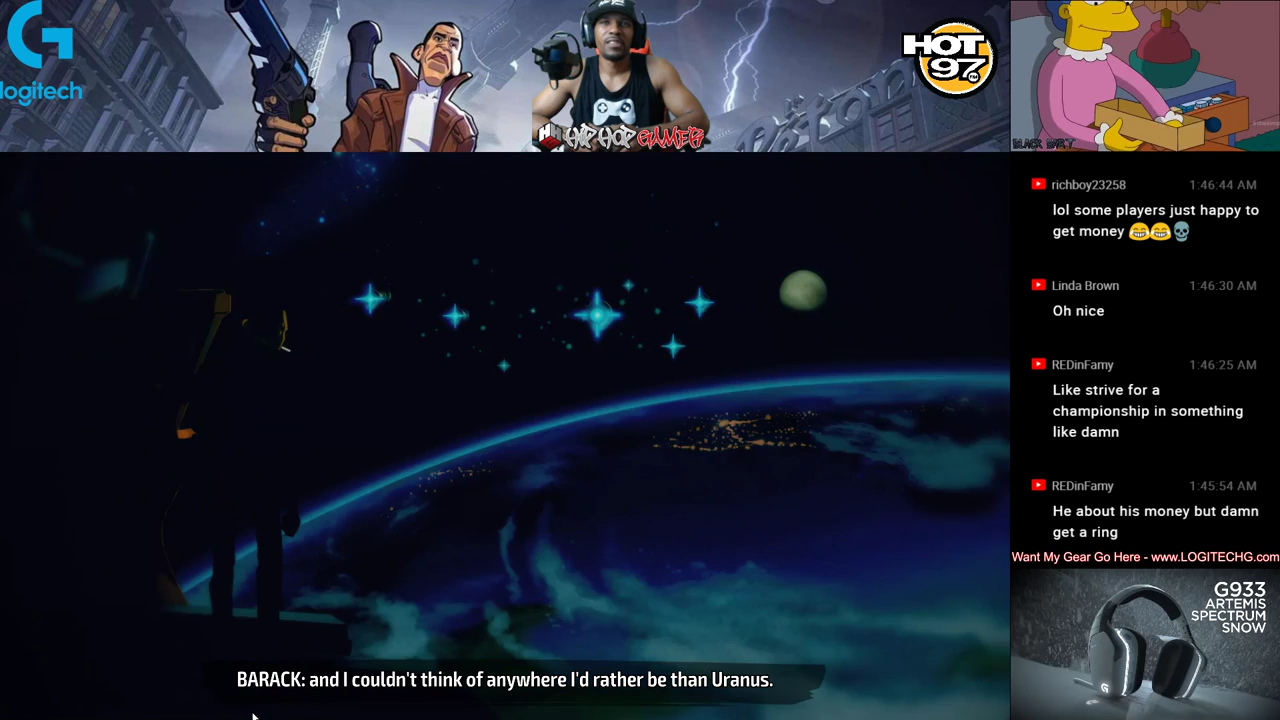 logitech
HOT
97
FM
HIP HOP GAMER
BLACK BART
richboy23258 1:46:44 AM
lol some players just happy to
get money 😂😂💀
Linda Brown 1:46:30 AM
Oh nice
REDinFamy 1:46:25 AM
Like strive for a
championship in something
like damn
REDinFamy 1:45:54 AM
He about his money but damn
get a ring
Want My Gear Go Here - www.LOGITECHG.com
G933
ARTEMIS
SPECTRUM
SNOW
BARACK: and I couldn't think of anywhere I'd rather be than Uranus.